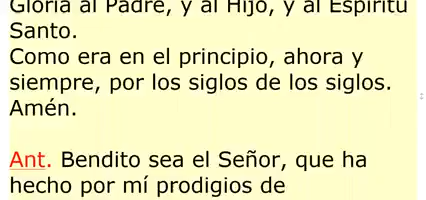 Gloria al Padre, y al Hijo, y al Espíritu
Santo.
Como era en el principio, ahora y
siempre, por los siglos de los siglos.
Amén.
Ant. Bendito sea el Señor, que ha
hecho por mí prodigios de